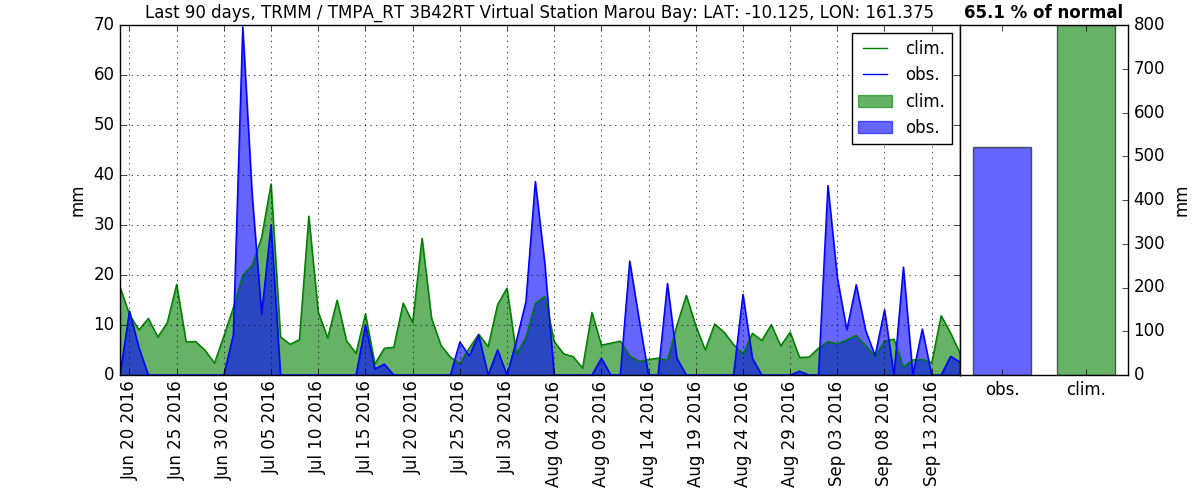 Last 90 days, TRMM / TMPA_RT 3B42RT Virtual Station Marou Bay: LAT: -10.125, LON: 161.375
65.1 % of normal
70
60
50
40
30
20
10
0
mm
clim.
obs.
clim.
obs.
800
700
600
500
400
300
200
100
0
mm
obs.
clim.
Jun 20 2016
Jun 25 2016
Jun 30 2016
Jul 05 2016
Jul 10 2016
Jul 15 2016
Jul 20 2016
Jul 25 2016
Jul 30 2016
Aug 04 2016
Aug 09 2016
Aug 14 2016
Aug 19 2016
Aug 24 2016
Aug 29 2016
Sep 03 2016
Sep 08 2016
Sep 13 2016